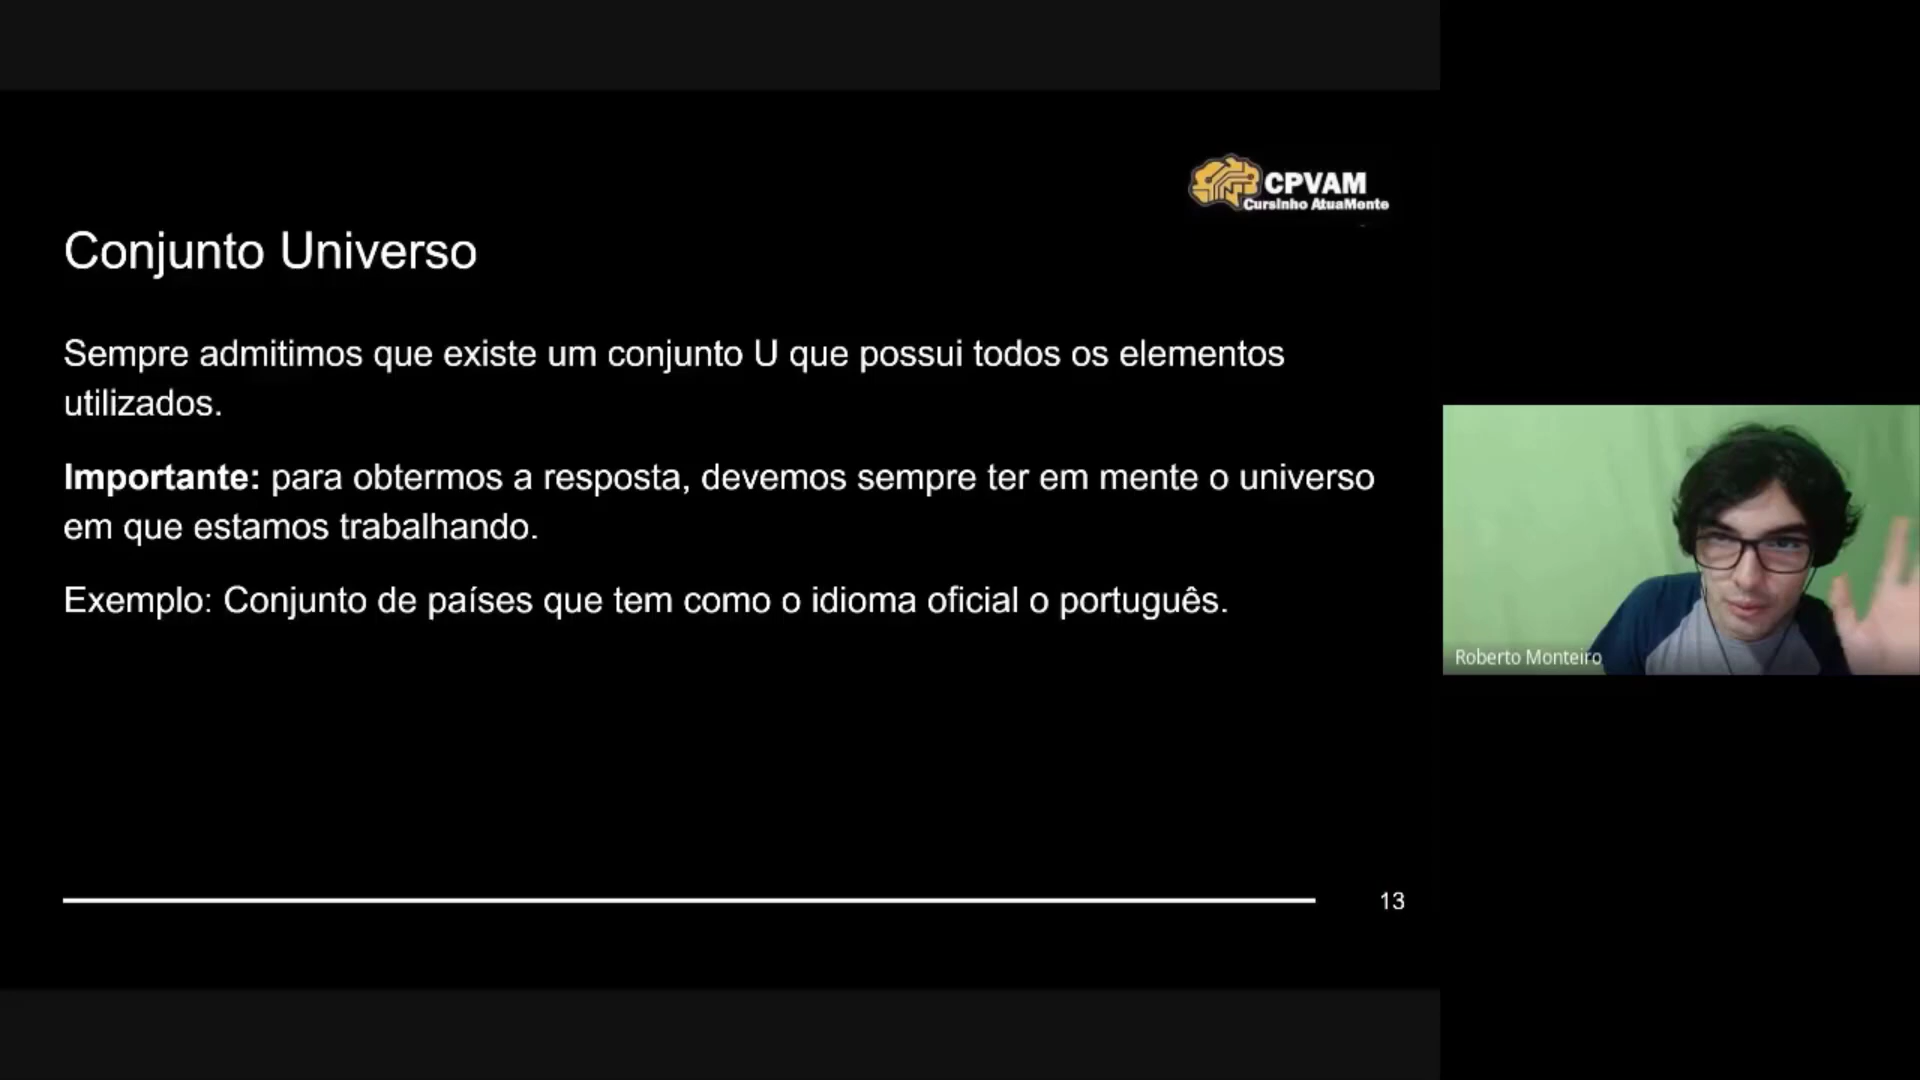 CPVAM
Cursinho AtuaMente
Conjunto Universo
Sempre admitimos que existe um conjunto U que possui todos os elementos
utilizados.
Importante: para obtermos a resposta, devemos sempre ter em mente o universo
em que estamos trabalhando.
Exemplo: Conjunto de países que tem como o idioma oficial o português.
Roberto Monteiro
13